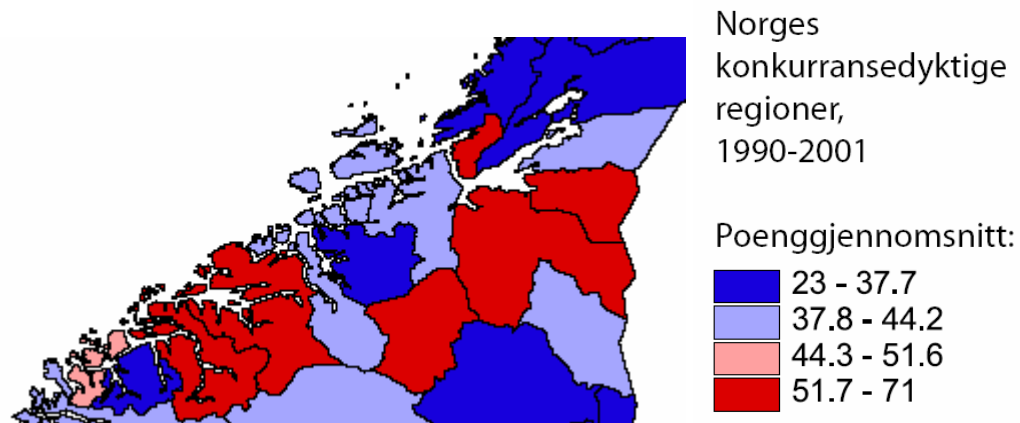 Norges
konkurransedyktige
regioner,
1990-2001
Poenggjennomsnitt:
23 - 37.7
37.8 - 44.2
44.3 - 51.6
51.7 - 71